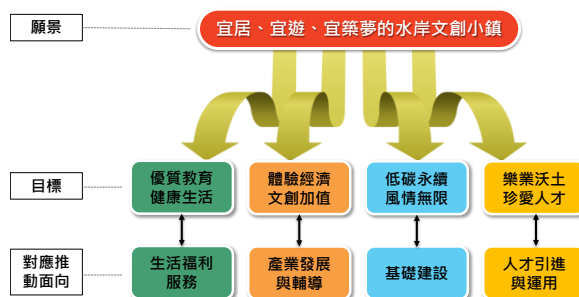 願景
宜居、宜遊、宜築夢的水岸文創小鎮
目標
優質教育
健康生活
體驗經濟
文創加值
低碳永續
風情無限
樂業沃土
珍愛人才
對應推
動面向
生活福利
服務
產業發展
與輔導
基礎建設
人才引進
與運用